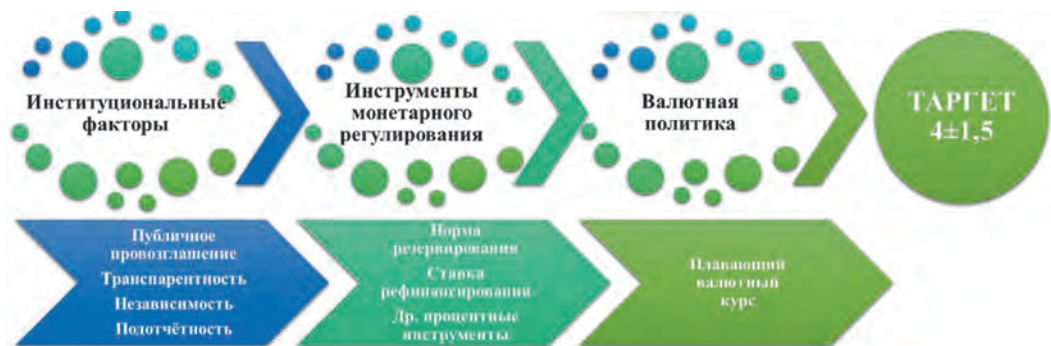 Институциональные
факторы
Инструменты
монетарного
регулирования
Валютная
политика
ТАРГЕТ
4±1,5
Публичное
провозглашение
Транспарентность
Независимость
Подотчётность
Норма
резервирования
Ставка
рефинансирования
Др. процентные
инструменты
Плавающий
валютный
курс